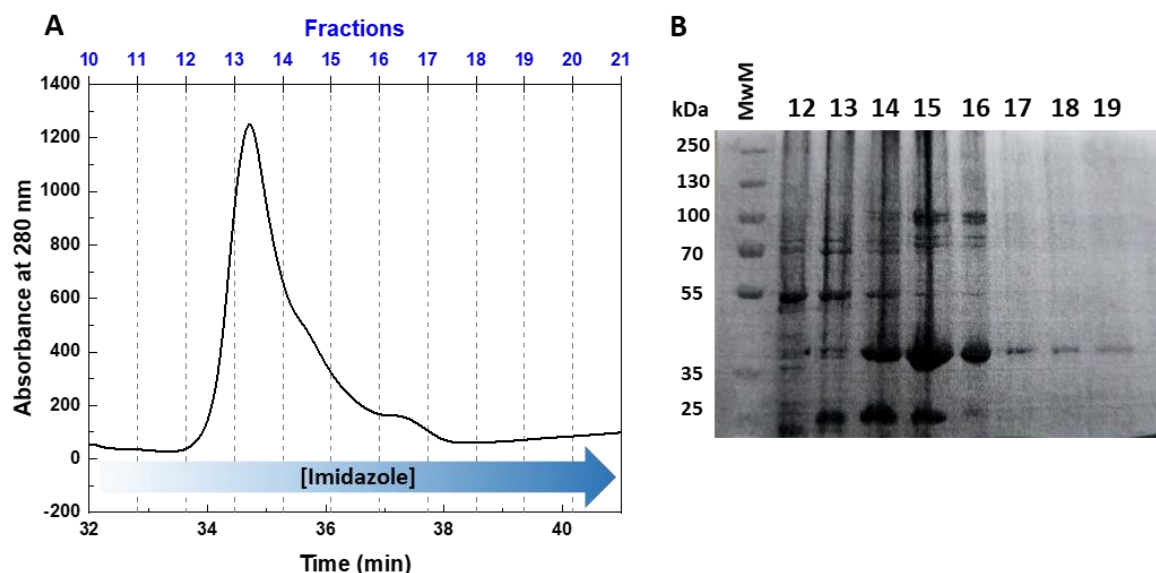 A
Fractions
10 11 12 13 14 15 16 17 18 19 20 21
Absorbance at 280 nm
1400
1200
1000
800
600
400
200
0
-200
[Imidazole]
32 34 36 38 40
Time (min)
B
kDa
MwM
12 13 14 15 16 17 18 19
250
130
100
70
55
35
25